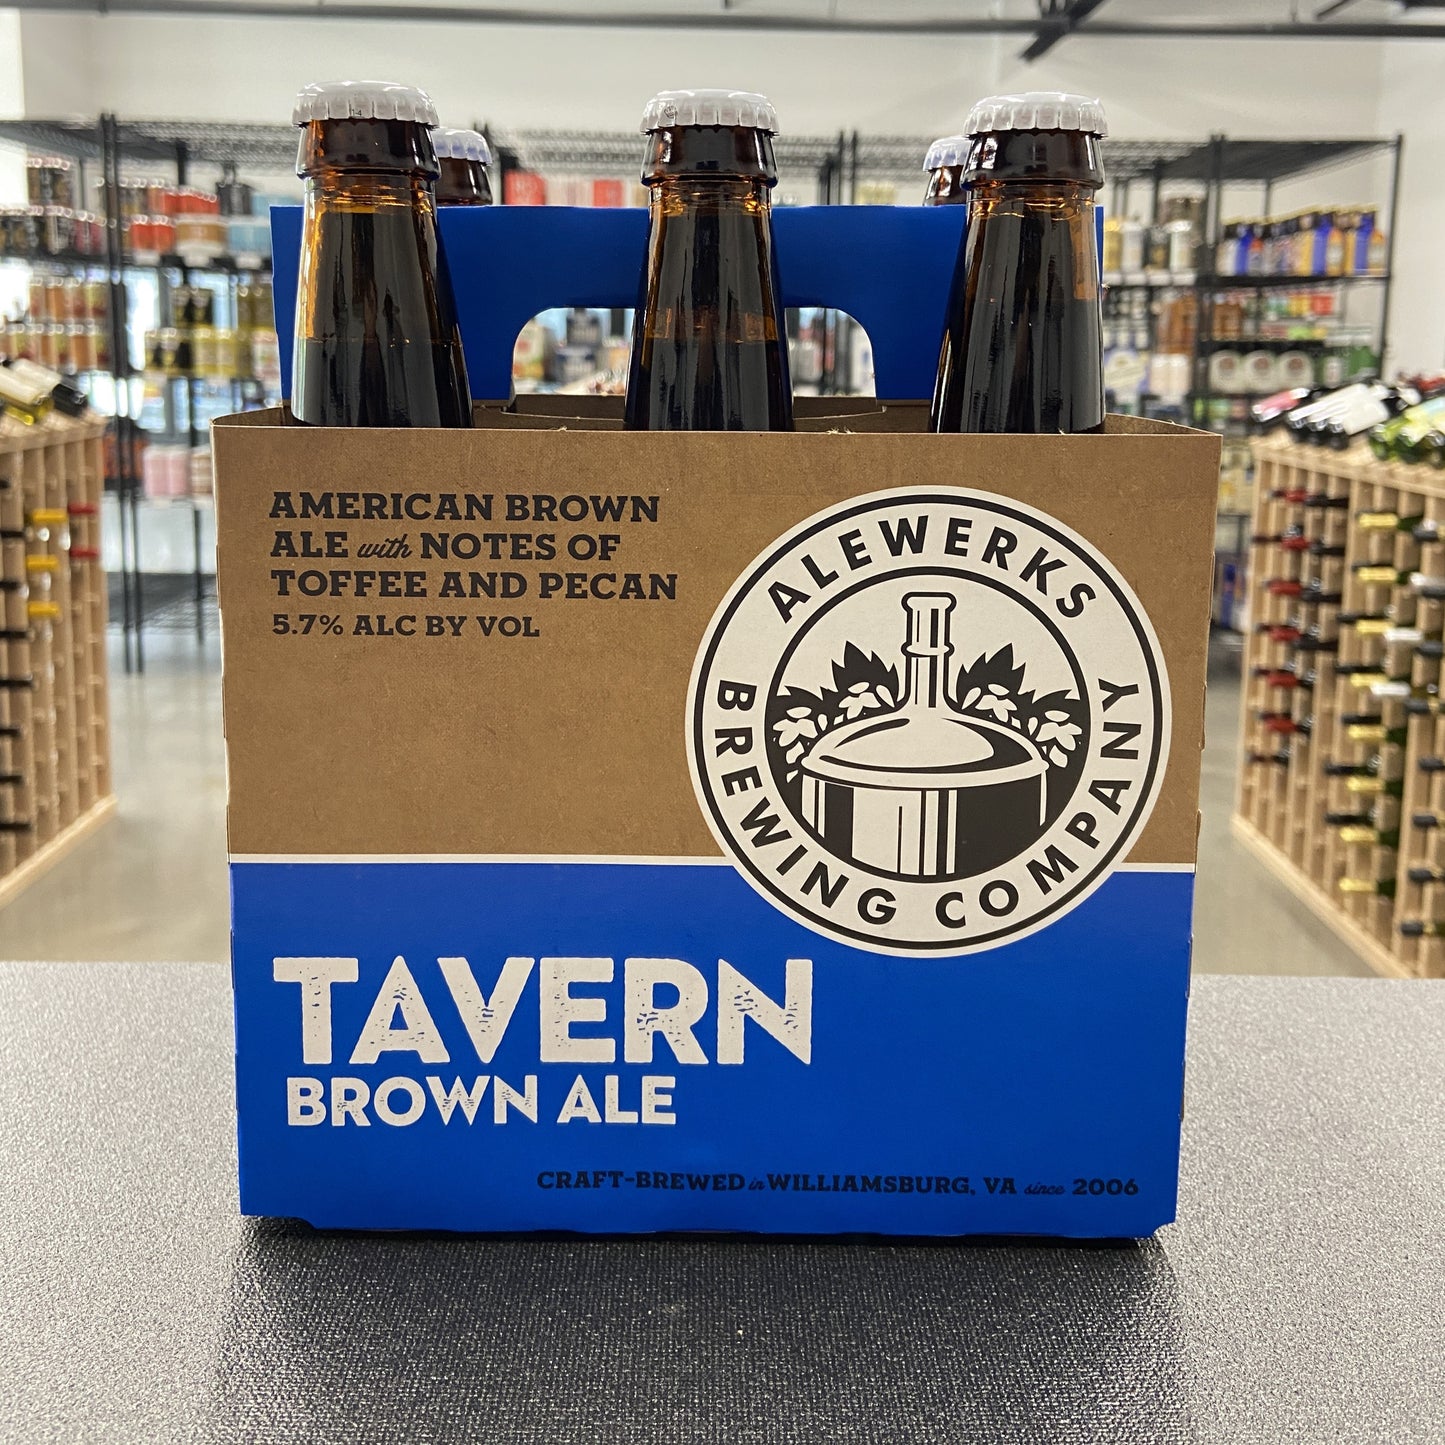 AMERICAN BROWN
ALE with NOTES OF
TOFFEE AND PECAN
5.7% ALC BY VOL
ALEWERKS
BREWING COMPANY
TAVERN
BROWN ALE
CRAFT-BREWED in WILLIAMSBURG, VA since 2006